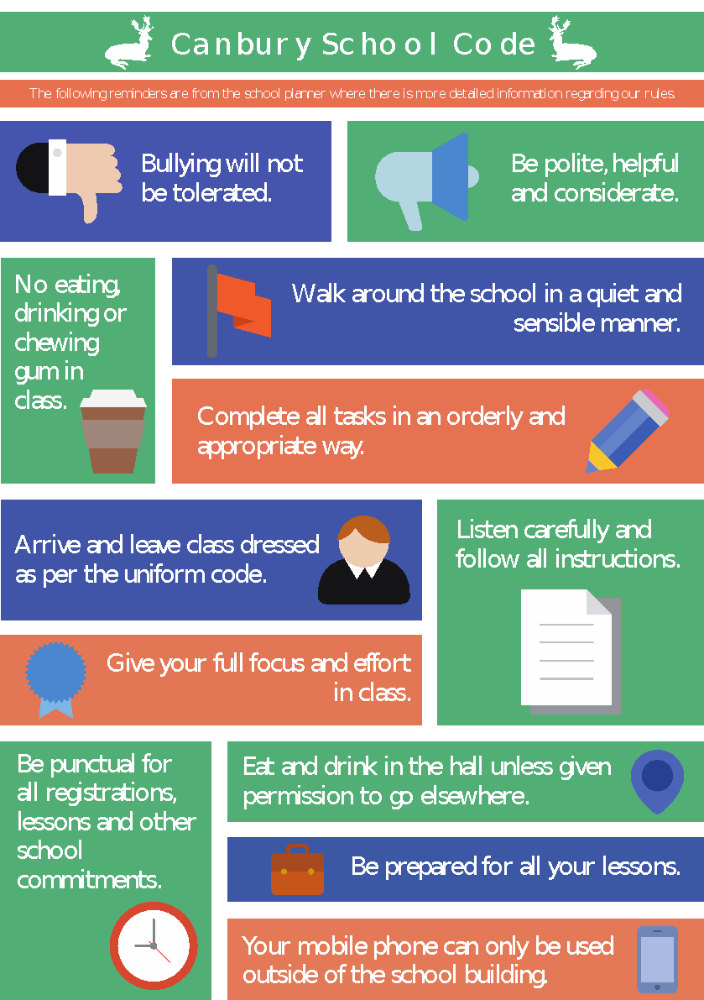 Canbury School Code
The following reminders are from the school planner where there is more detailed information regarding our rules.
Bullying will not
be tolerated.
Be polite, helpful
and considerate.
No eating,
drinking or
chewing
gum in
class.
Walk around the school in a quiet and
sensible manner.
Complete all tasks in an orderly and
appropriate way.
Arrive and leave class dressed
as per the uniform code.
Listen carefully and
follow all instructions.
Give your full focus and effort
in class.
Be punctual for
all registrations,
lessons and other
school
commitments.
Eat and drink in the hall unless given
permission to go elsewhere.
Be prepared for all your lessons.
Your mobile phone can only be used
outside of the school building.